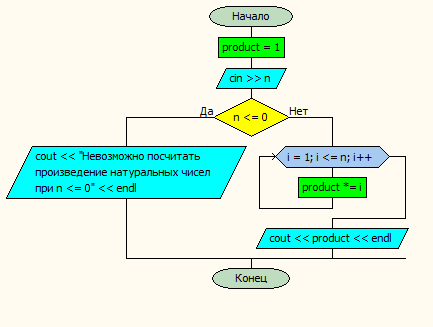 Начало
product = 1
cin >> n
n <= 0
Да
Нет
cout << "Невозможно посчитать
произведение натуральных чисел
при n <= 0" << endl
i = 1; i <= n; i++
product *= i
cout << product << endl
Конец